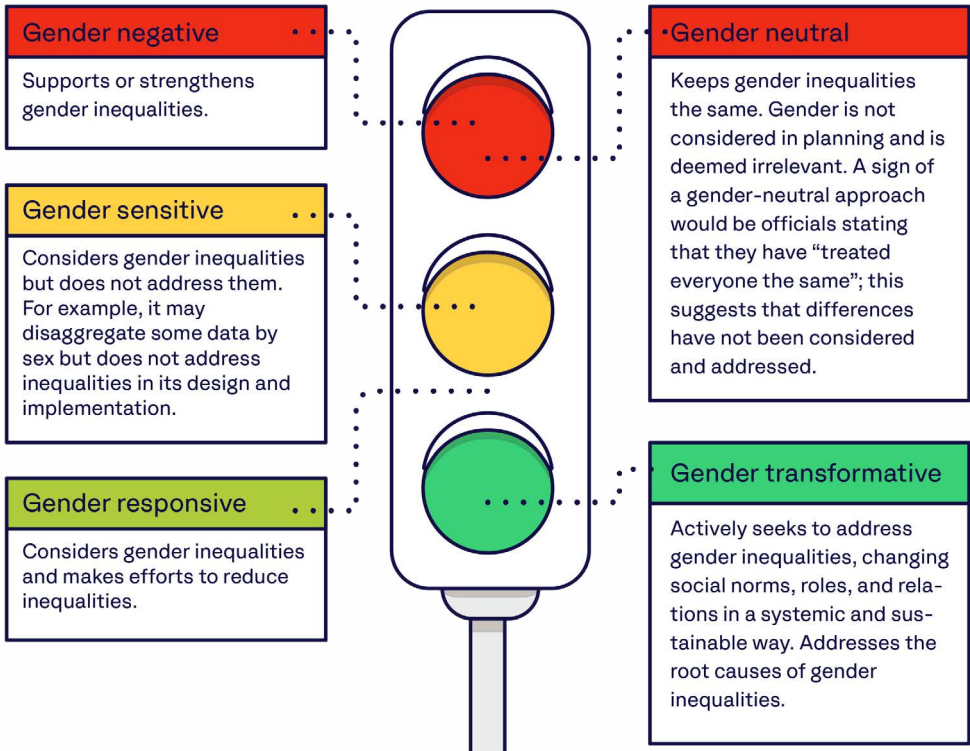 Gender negative
Supports or strengthens
gender inequalities.
Gender neutral
Keeps gender inequalities
the same. Gender is not
considered in planning and is
deemed irrelevant. A sign of
a gender-neutral approach
would be officials stating
that they have “treated
everyone the same”; this
suggests that differences
have not been considered
and addressed.
Gender sensitive
Considers gender inequalities
but does not address them.
For example, it may
disaggregate some data by
sex but does not address
inequalities in its design and
implementation.
Gender responsive
Considers gender inequalities
and makes efforts to reduce
inequalities.
Gender transformative
Actively seeks to address
gender inequalities, changing
social norms, roles, and rela-
tions in a systemic and sus-
tainable way. Addresses the
root causes of gender
inequalities.